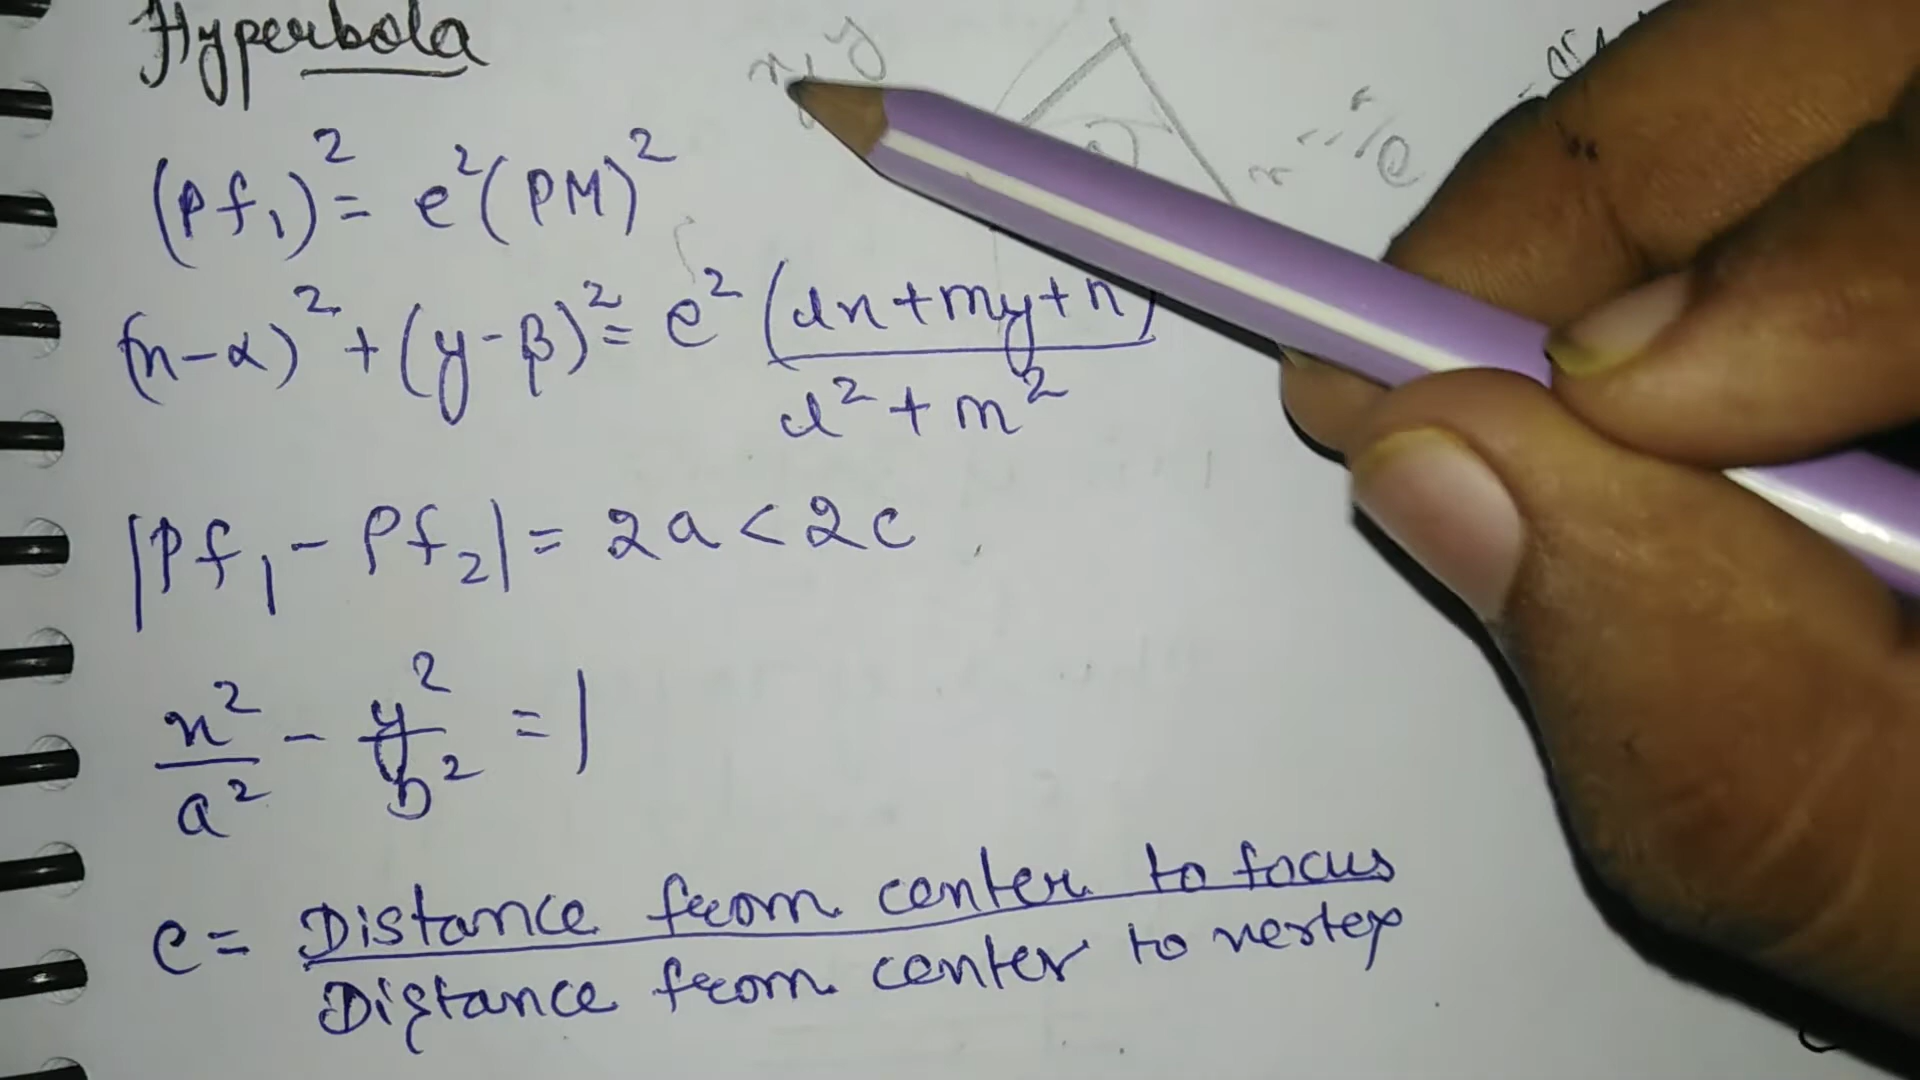 Hyperbola
x, y
(Pf₁)² = e²(PM)²
(x-α)² + (y-β)² = e² (lx+my+n) / l²+m²
|Pf₁ - Pf₂| = 2a < 2c
x²/a² - y²/b² = 1
e = Distance from center to focus
Distance from center to vertex